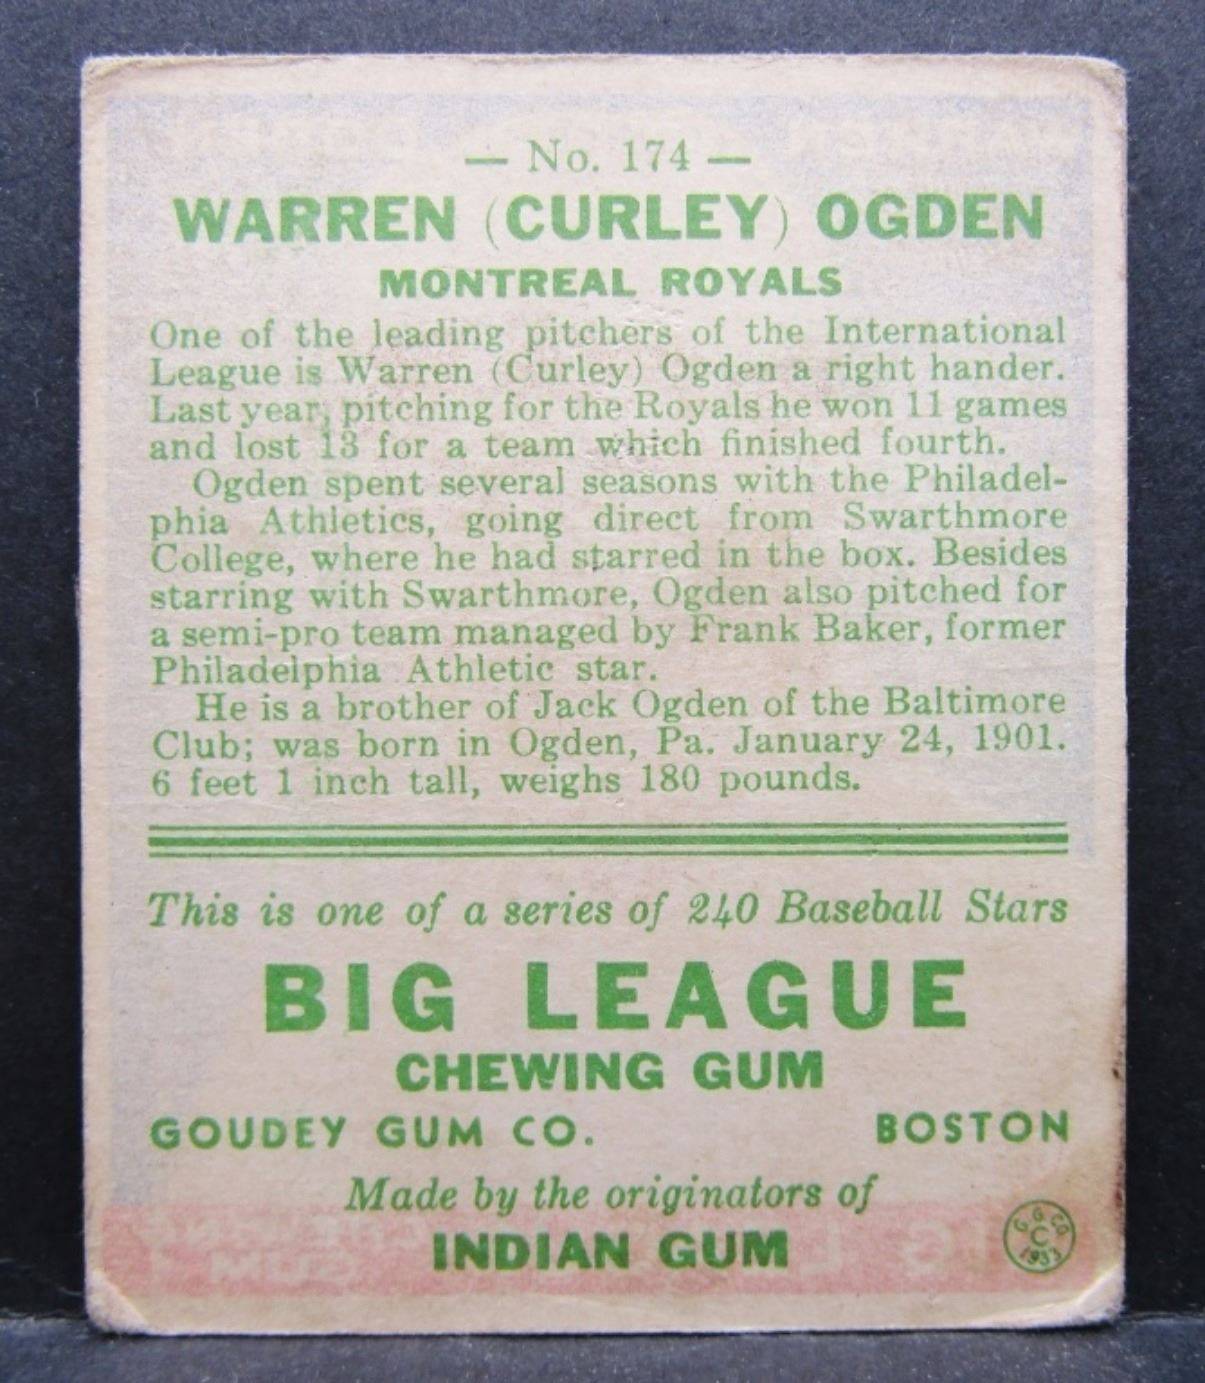 — No. 174 —
WARREN (CURLEY) OGDEN
MONTREAL ROYALS
One of the leading pitchers of the International
League is Warren (Curley) Ogden a right hander.
Last year, pitching for the Royals he won 11 games
and lost 13 for a team which finished fourth.
Ogden spent several seasons with the Philadel-
phia Athletics, going direct from Swarthmore
College, where he had starred in the box. Besides
starring with Swarthmore, Ogden also pitched for
a semi-pro team managed by Frank Baker, former
Philadelphia Athletic star.
He is a brother of Jack Ogden of the Baltimore
Club; was born in Ogden, Pa. January 24, 1901.
6 feet 1 inch tall, weighs 180 pounds.
This is one of a series of 240 Baseball Stars
BIG LEAGUE
CHEWING GUM
GOUDEY GUM CO. BOSTON
Made by the originators of
INDIAN GUM
G. G. CO.
C
1933